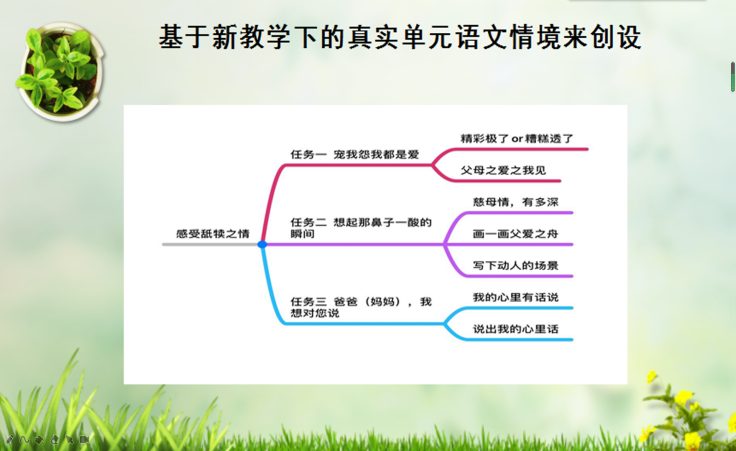 基于新教学下的真实单元语文情境来创设
感受舐犊之情
任务一 宠我怨我都是爱
精彩极了or糟糕透了
父母之爱之我见
任务二 想起那鼻子一酸的
瞬间
慈母情，有多深
画一画父爱之舟
写下动人的场景
任务三 爸爸（妈妈），我
想对您说
我的心里有话说
说出我的心里话